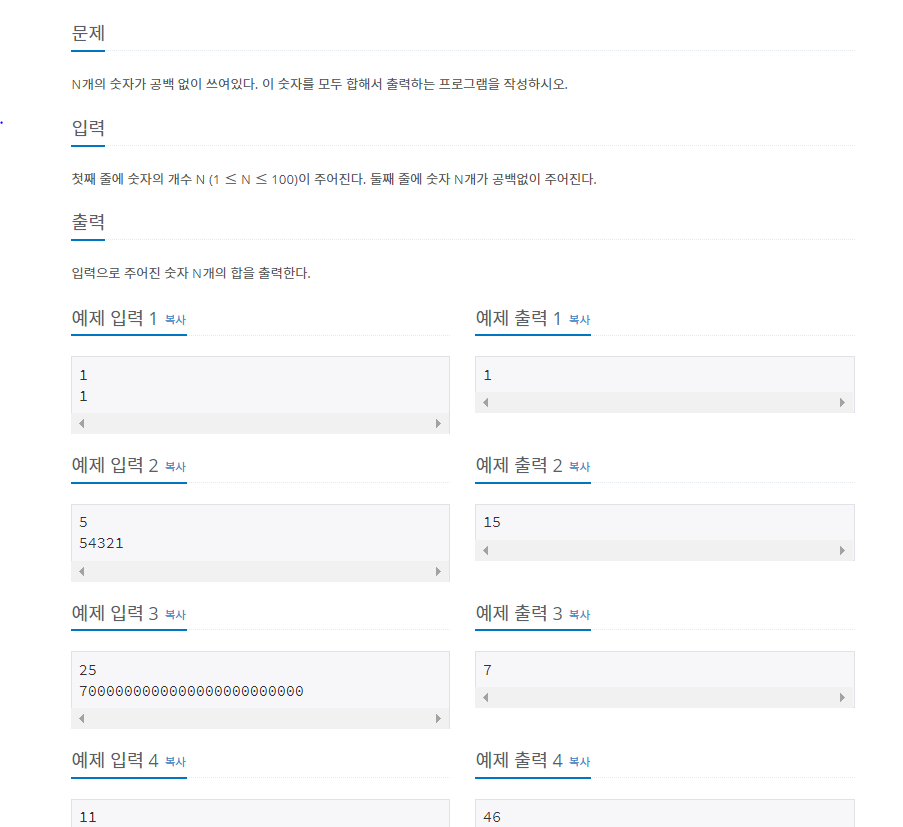 문제
N개의 숫자가 공백 없이 쓰여있다. 이 숫자를 모두 합해서 출력하는 프로그램을 작성하시오.
입력
첫째 줄에 숫자의 개수 N (1 ≤ N ≤ 100)이 주어진다. 둘째 줄에 숫자 N개가 공백없이 주어진다.
출력
입력으로 주어진 숫자 N개의 합을 출력한다.
예제 입력 1 복사
1
1
예제 출력 1 복사
1
예제 입력 2 복사
5
54321
예제 출력 2 복사
15
예제 입력 3 복사
25
7000000000000000000000000
예제 출력 3 복사
7
예제 입력 4 복사
11
예제 출력 4 복사
46